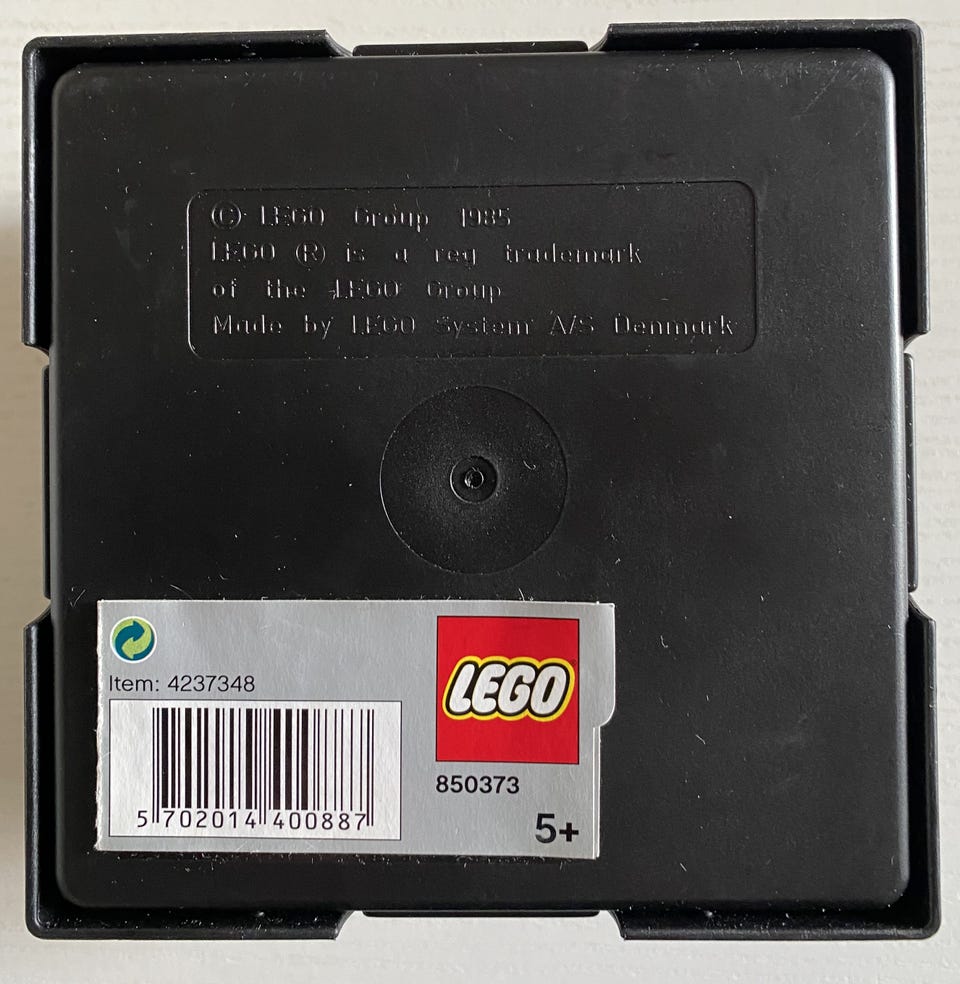 © LEGO Group 1985
LEGO ® is a reg trademark
of the LEGO Group
Made by LEGO System A/S Denmark
Item: 4237348
5 702014 400887
LEGO
850373
5+